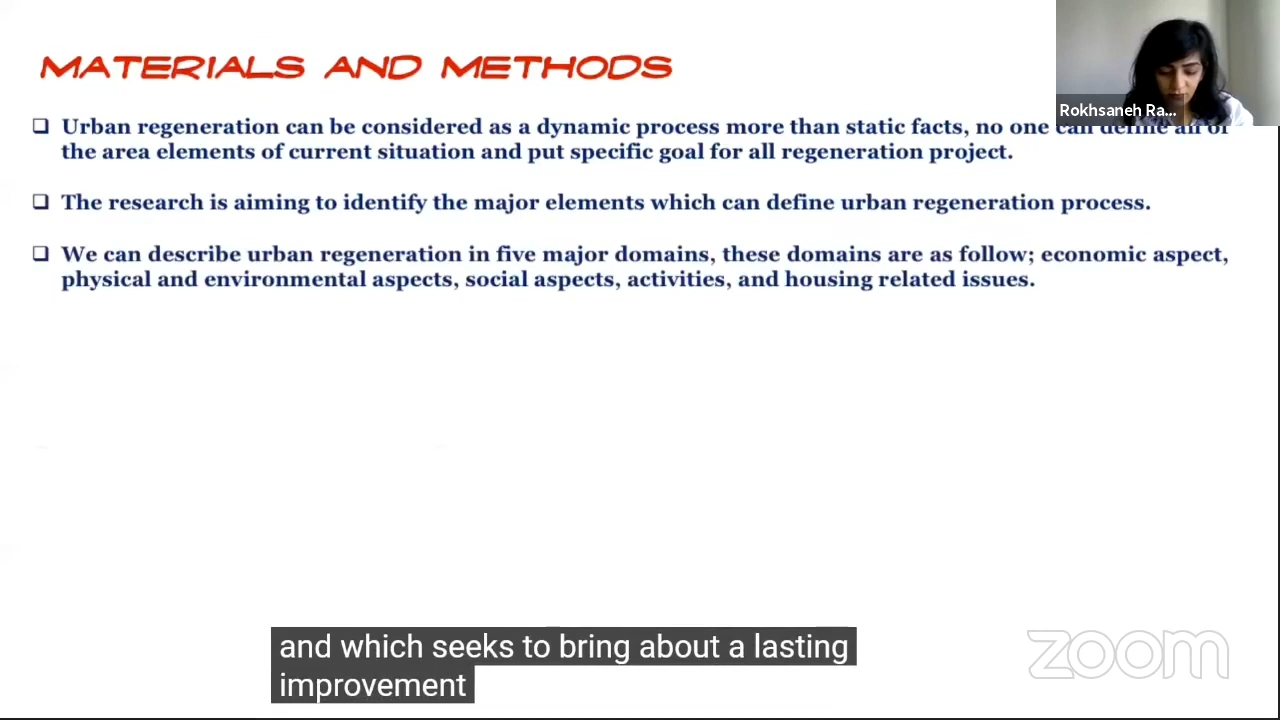 MATERIALS AND METHODS
Rokhsaneh Ra...
❑ Urban regeneration can be considered as a dynamic process more than static facts, no one can define all of
the area elements of current situation and put specific goal for all regeneration project.
❑ The research is aiming to identify the major elements which can define urban regeneration process.
❑ We can describe urban regeneration in five major domains, these domains are as follow; economic aspect,
physical and environmental aspects, social aspects, activities, and housing related issues.
and which seeks to bring about a lasting
improvement
zoom